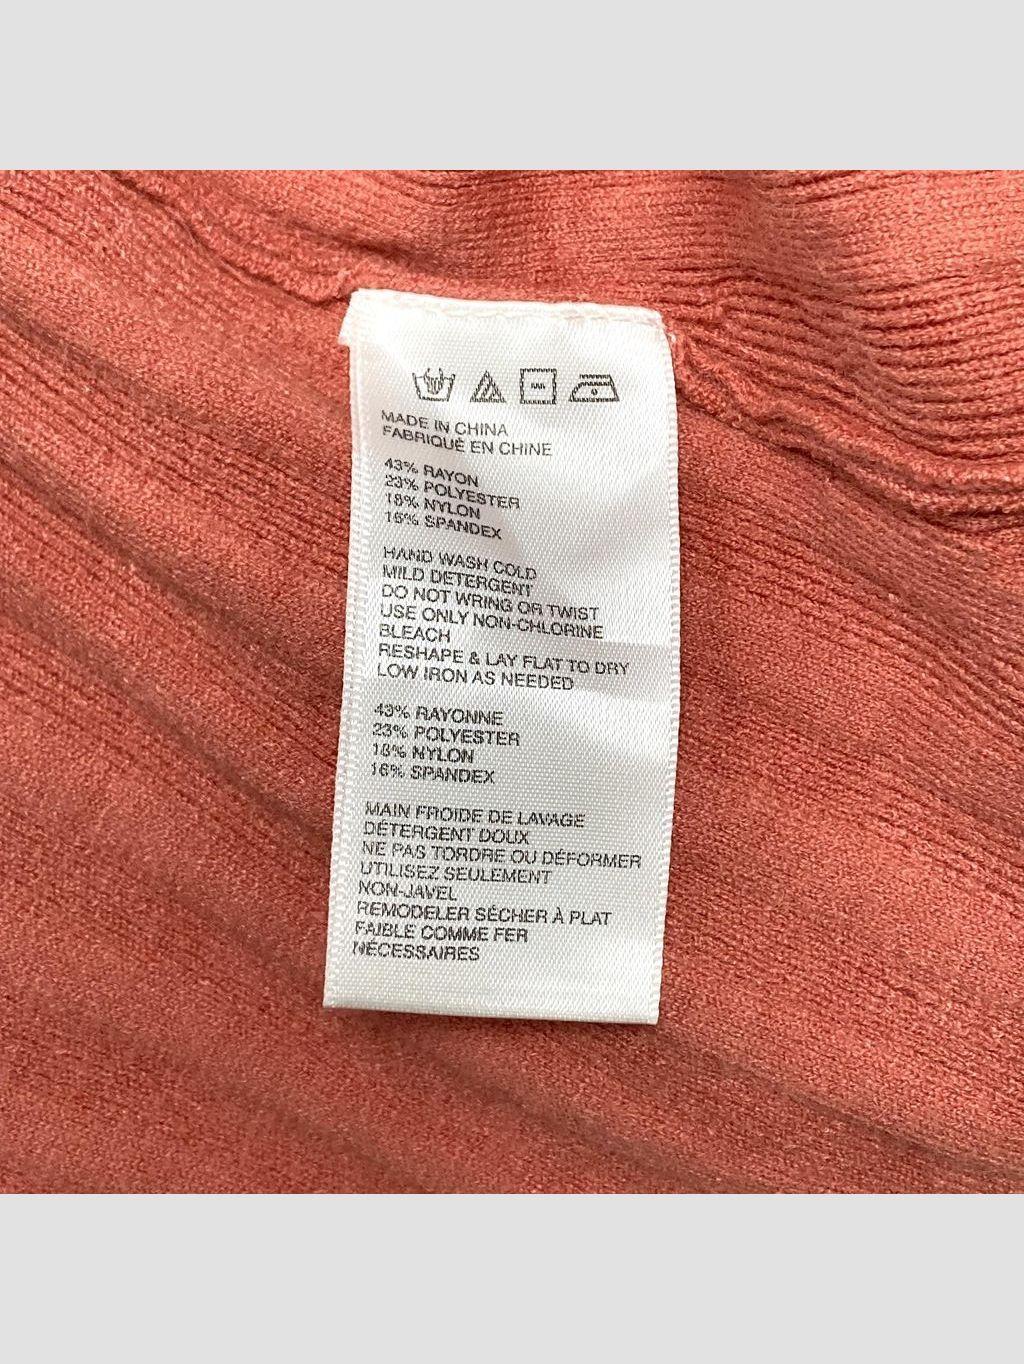 MADE IN CHINA
FABRIQUÉ EN CHINE
43% RAYON
23% POLYESTER
18% NYLON
16% SPANDEX
HAND WASH COLD
MILD DETERGENT
DO NOT WRING OR TWIST
USE ONLY NON-CHLORINE
BLEACH
RESHAPE & LAY FLAT TO DRY
LOW IRON AS NEEDED
43% RAYONNE
23% POLYESTER
18% NYLON
16% SPANDEX
MAIN FROIDE DE LAVAGE
DÉTERGENT DOUX
NE PAS TORDRE OU DÉFORMER
UTILISEZ SEULEMENT
NON-JAVEL
REMODELER SÉCHER À PLAT
FAIBLE COMME FER
NÉCESSAIRES